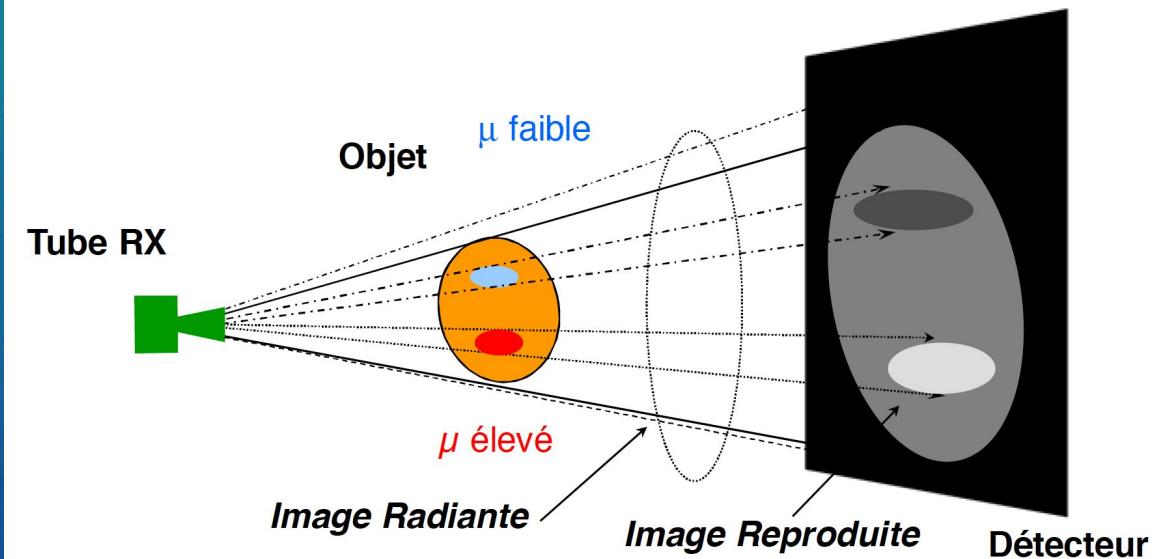 μ faible
Objet
Tube RX
μ élevé
Image Radiante
Image Reproduite
Détecteur